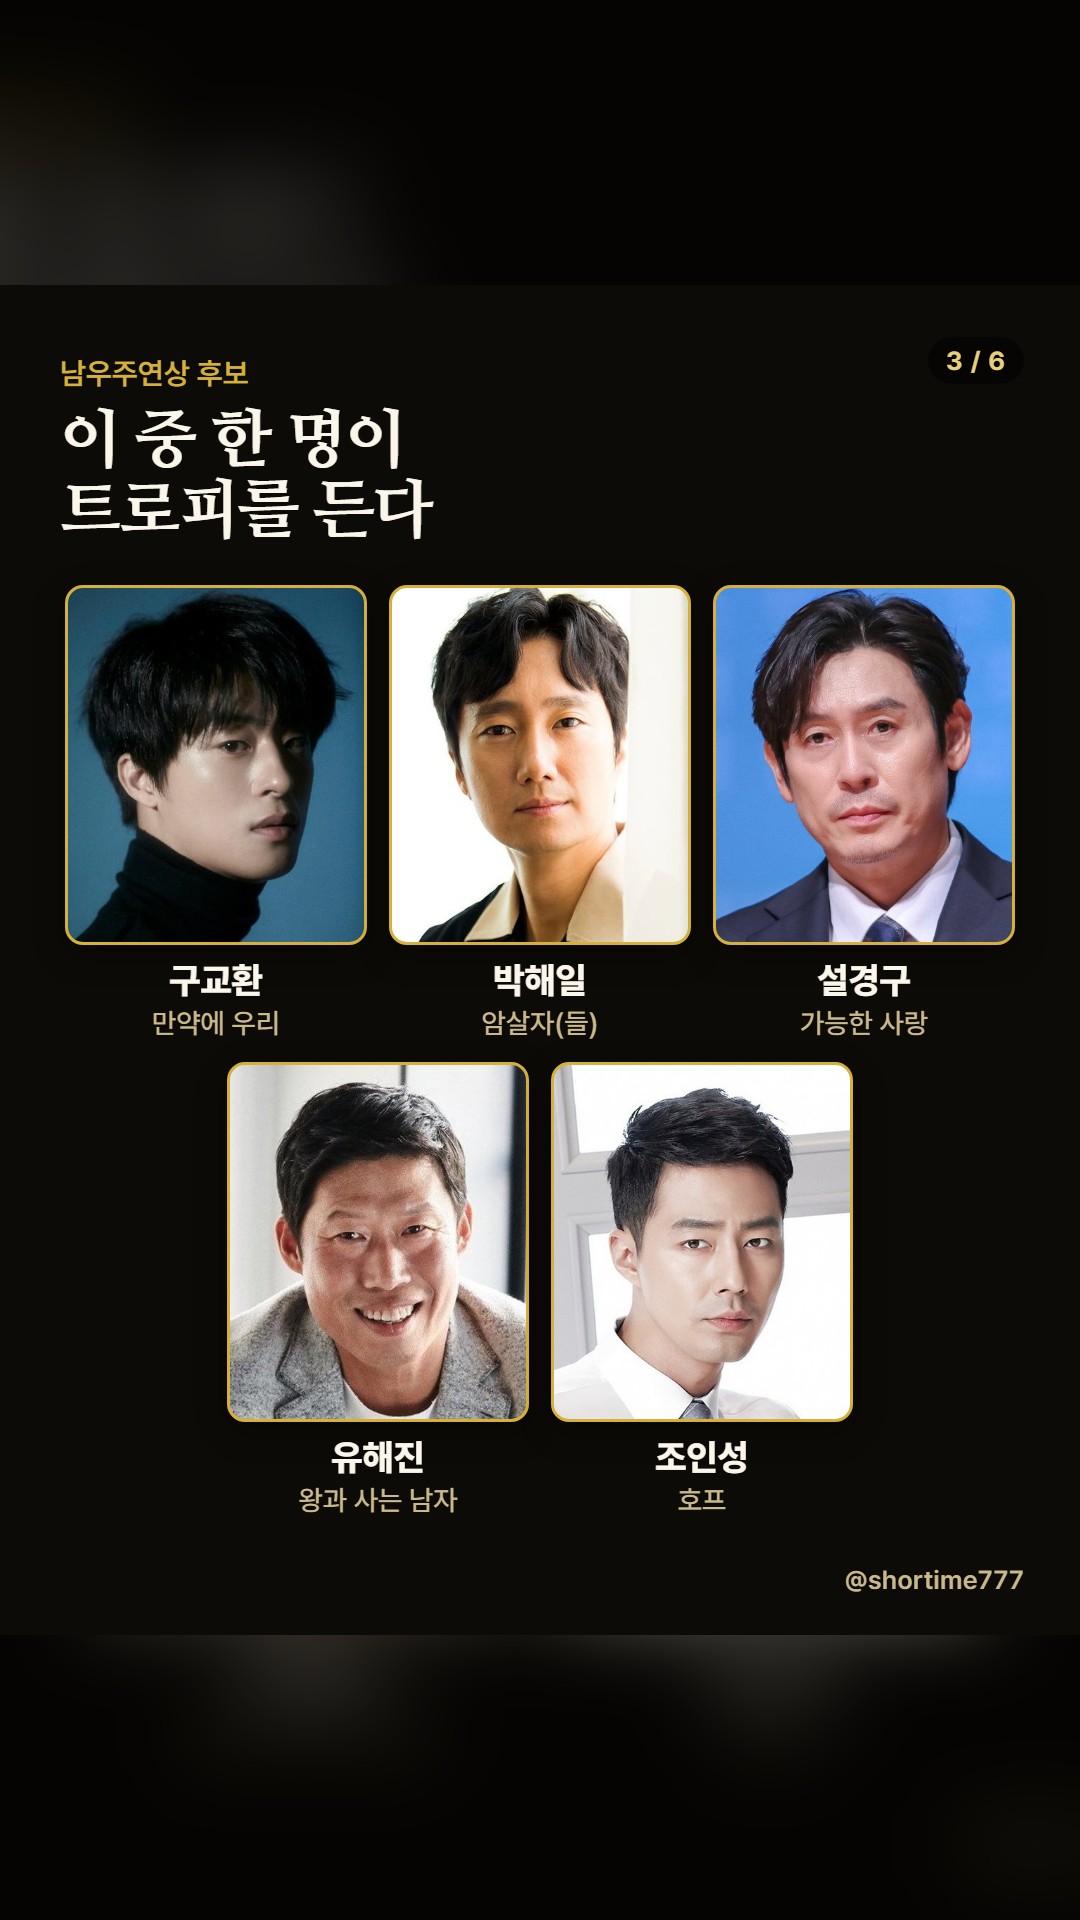 남우주연상 후보
3 / 6
이 중 한 명이
트로피를 든다
구교환
만약에 우리
박해일
암살자(들)
설경구
가능한 사랑
유해진
왕과 사는 남자
조인성
호프
@shortime777